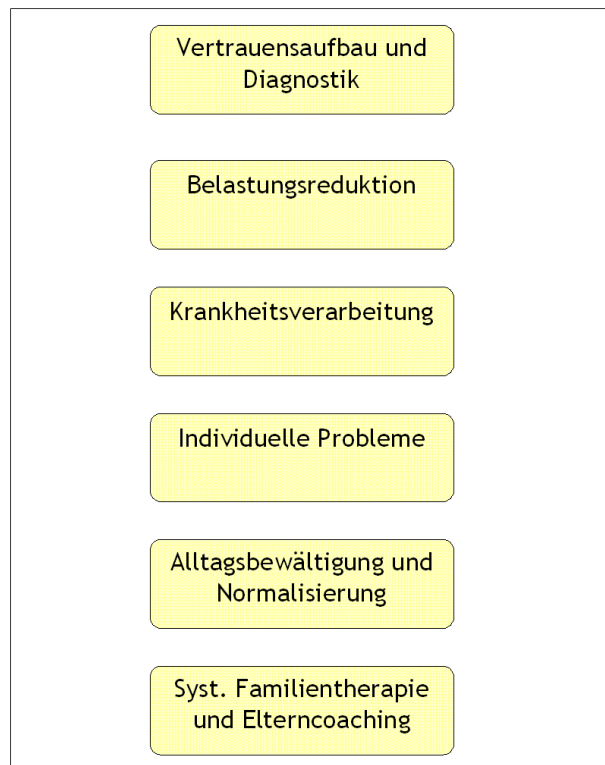 Vertrauensaufbau und
Diagnostik
Belastungsreduktion
Krankheitsverarbeitung
Individuelle Probleme
Alltagsbewältigung und
Normalisierung
Syst. Familientherapie
und Elterncoaching